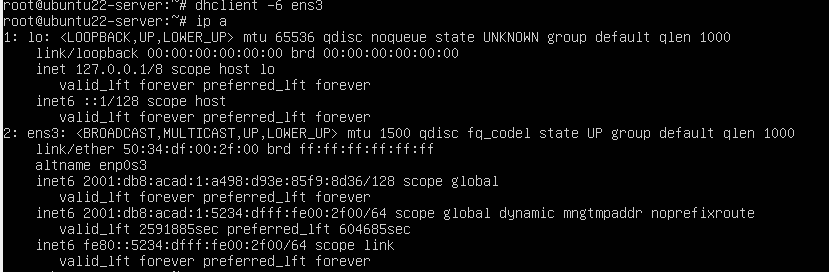 root@ubuntu22-server:~# dhclient -6 ens3
root@ubuntu22-server:~# ip a
1: lo: <LOOPBACK,UP,LOWER_UP> mtu 65536 qdisc noqueue state UNKNOWN group default qlen 1000
    link/loopback 00:00:00:00:00:00 brd 00:00:00:00:00:00
    inet 127.0.0.1/8 scope host lo
       valid_lft forever preferred_lft forever
    inet6 ::1/128 scope host
       valid_lft forever preferred_lft forever
2: ens3: <BROADCAST,MULTICAST,UP,LOWER_UP> mtu 1500 qdisc fq_codel state UP group default qlen 1000
    link/ether 50:34:df:00:2f:00 brd ff:ff:ff:ff:ff:ff
    altname enp0s3
    inet6 2001:db8:acad:1:a498:d93e:85f9:8d36/128 scope global
       valid_lft forever preferred_lft forever
    inet6 2001:db8:acad:1:5234:dfff:fe00:2f00/64 scope global dynamic mngtmpaddr noprefixroute
       valid_lft 2591885sec preferred_lft 604685sec
    inet6 fe80::5234:dfff:fe00:2f00/64 scope link
       valid_lft forever preferred_lft forever